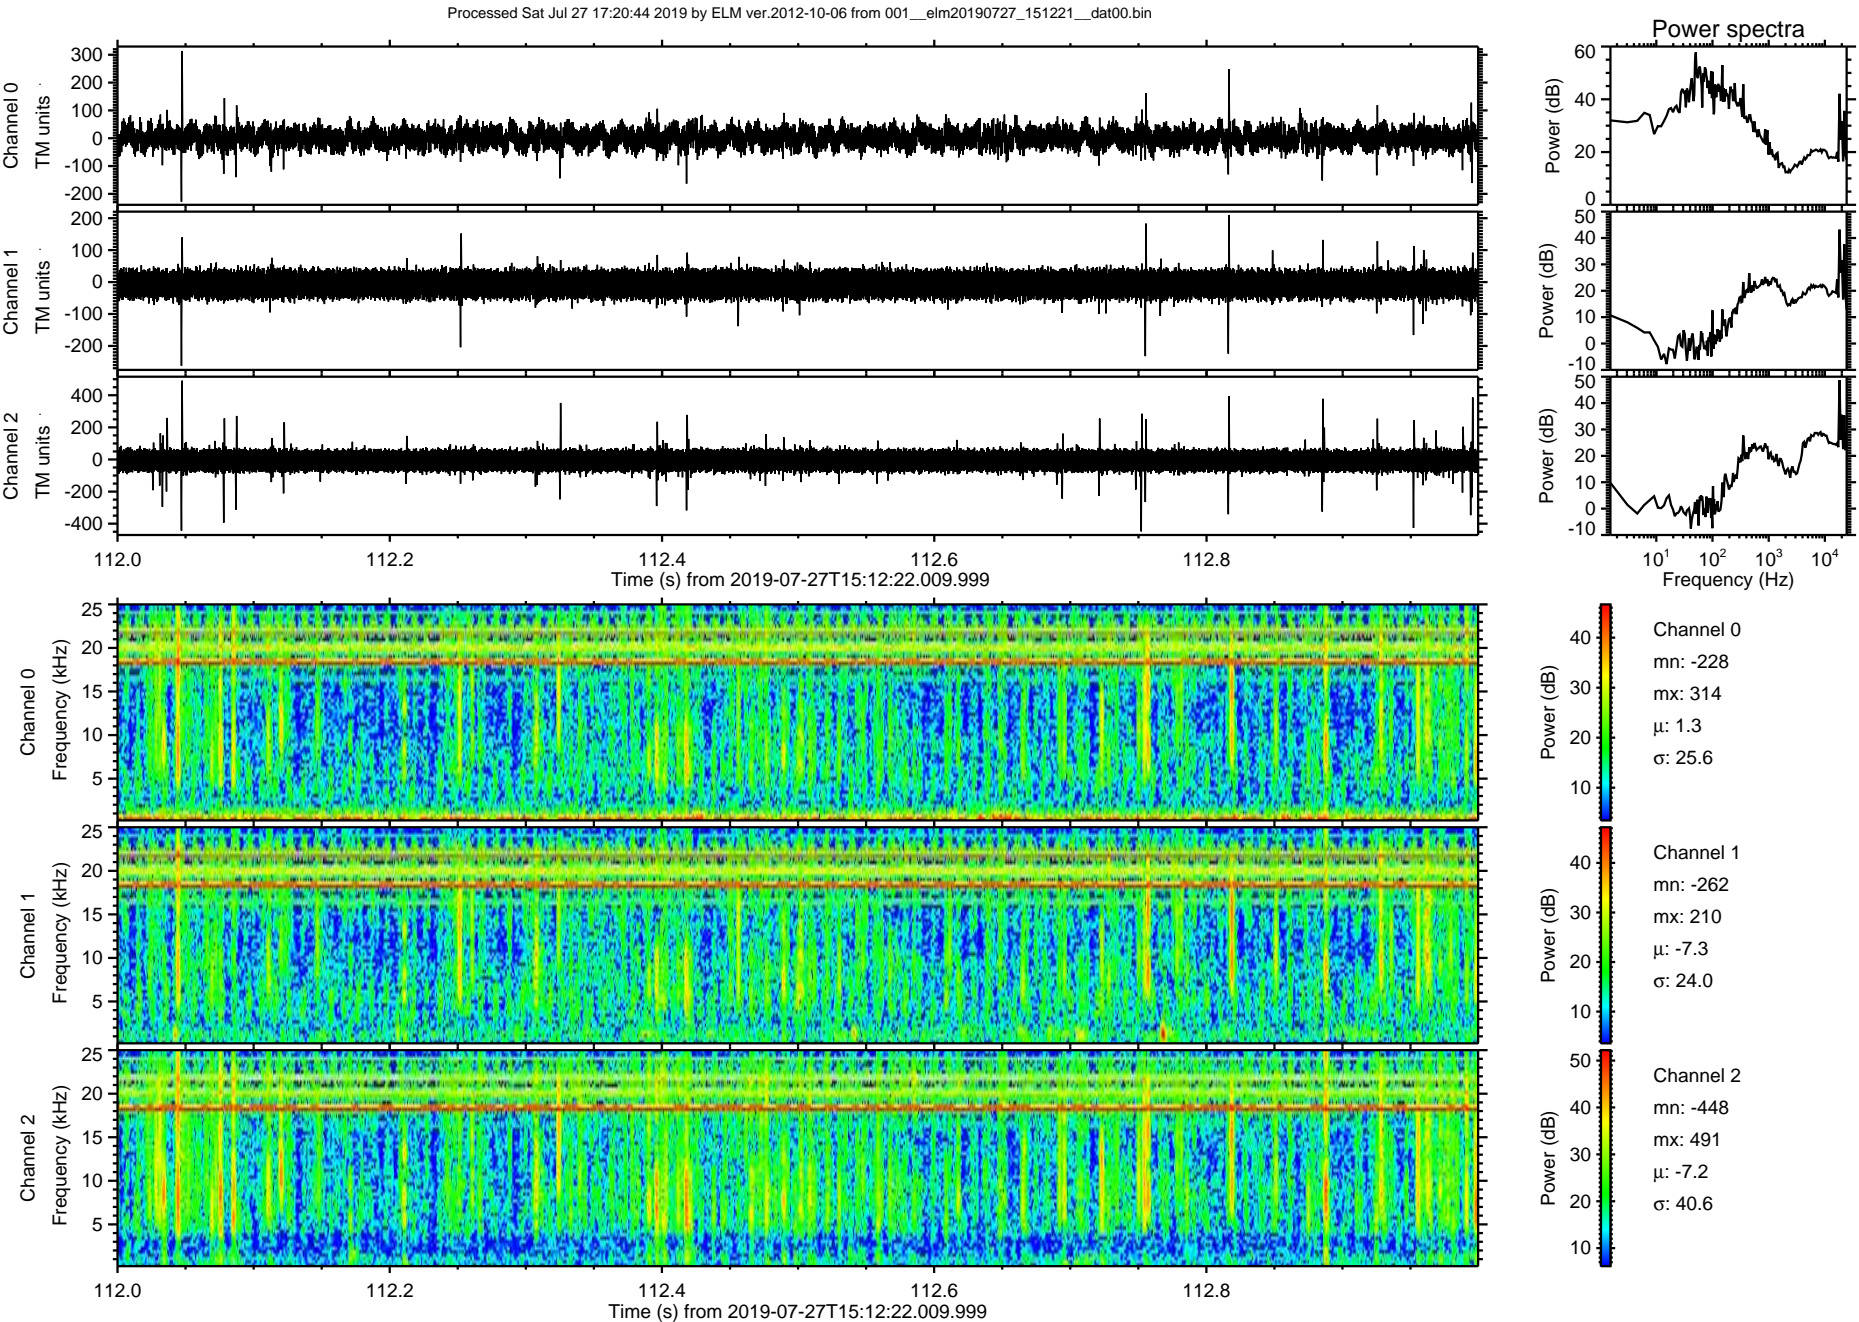 Processed Sat Jul 27 17:20:44 2019 by ELM ver.2012-10-06 from 001__elm20190727_151221__dat00.bin
Power spectra
Channel 0
TM units
300
200
100
0
-100
-200
Power (dB)
60
40
20
0
Channel 1
TM units
200
100
0
-100
-200
Power (dB)
50
40
30
20
10
0
-10
Channel 2
TM units
400
200
0
-200
-400
Power (dB)
50
40
30
20
10
0
-10
112.0 112.2 112.4 112.6 112.8
Time (s) from 2019-07-27T15:12:22.009.999
10¹ 10² 10³ 10⁴
Frequency (Hz)
Channel 0
Frequency (kHz)
25
20
15
10
5
Power (dB)
40
30
20
10
Channel 0
mn: -228
mx: 314
μ: 1.3
σ: 25.6
Channel 1
Frequency (kHz)
25
20
15
10
5
Power (dB)
40
30
20
10
Channel 1
mn: -262
mx: 210
μ: -7.3
σ: 24.0
Channel 2
Frequency (kHz)
25
20
15
10
5
Power (dB)
50
40
30
20
10
Channel 2
mn: -448
mx: 491
μ: -7.2
σ: 40.6
112.0 112.2 112.4 112.6 112.8
Time (s) from 2019-07-27T15:12:22.009.999